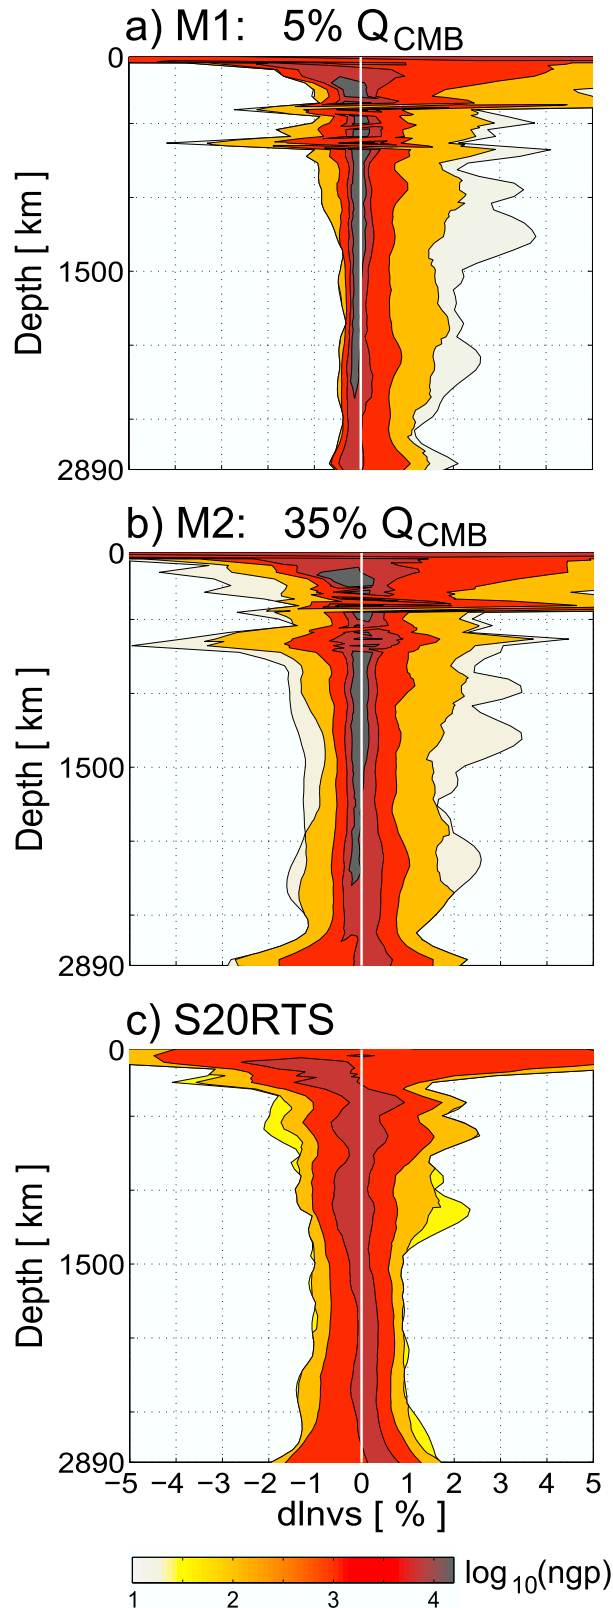 a) M1: 5% QCMB
0
1500
2890
Depth [ km ]
b) M2: 35% QCMB
0
1500
2890
Depth [ km ]
c) S20RTS
0
1500
2890
Depth [ km ]
−5 −4 −3 −2 −1 0 1 2 3 4 5
dlnvs [ % ]
log10(ngp)
1 2 3 4